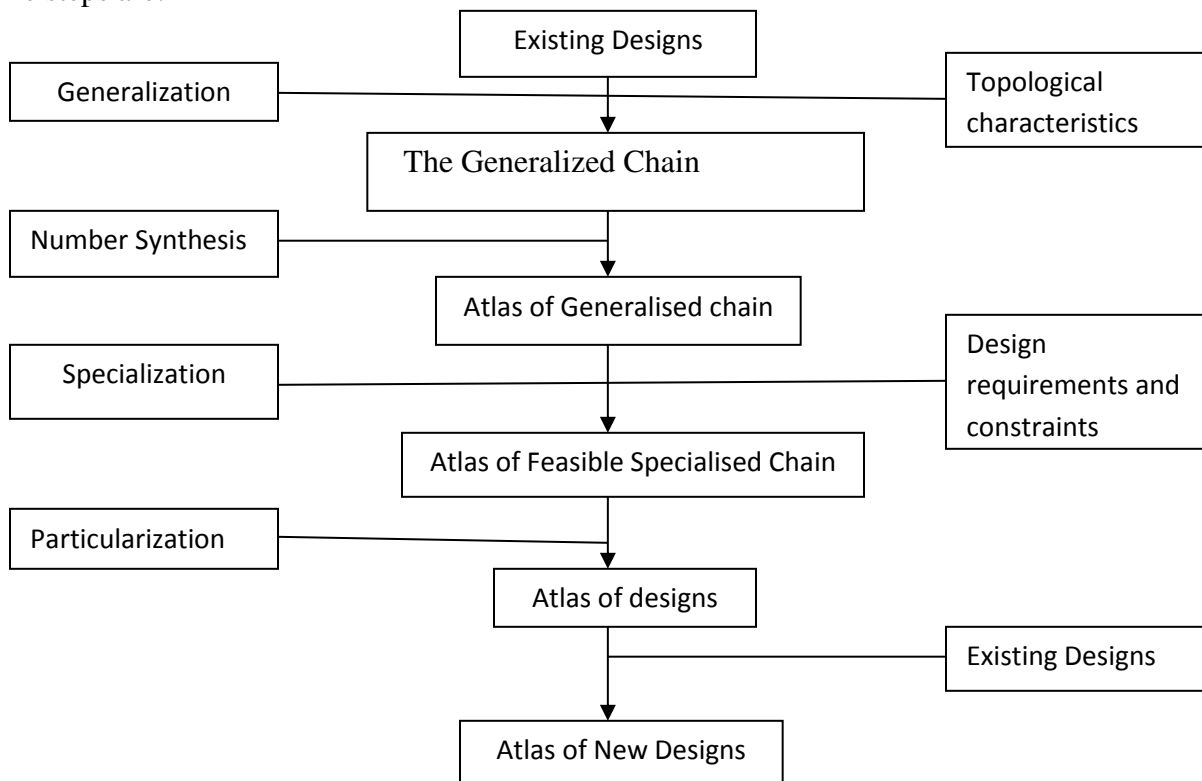 Existing Designs
Generalization
Topological
characteristics
The Generalized Chain
Number Synthesis
Atlas of Generalised chain
Specialization
Design
requirements and
constraints
Atlas of Feasible Specialised Chain
Particularization
Atlas of designs
Existing Designs
Atlas of New Designs